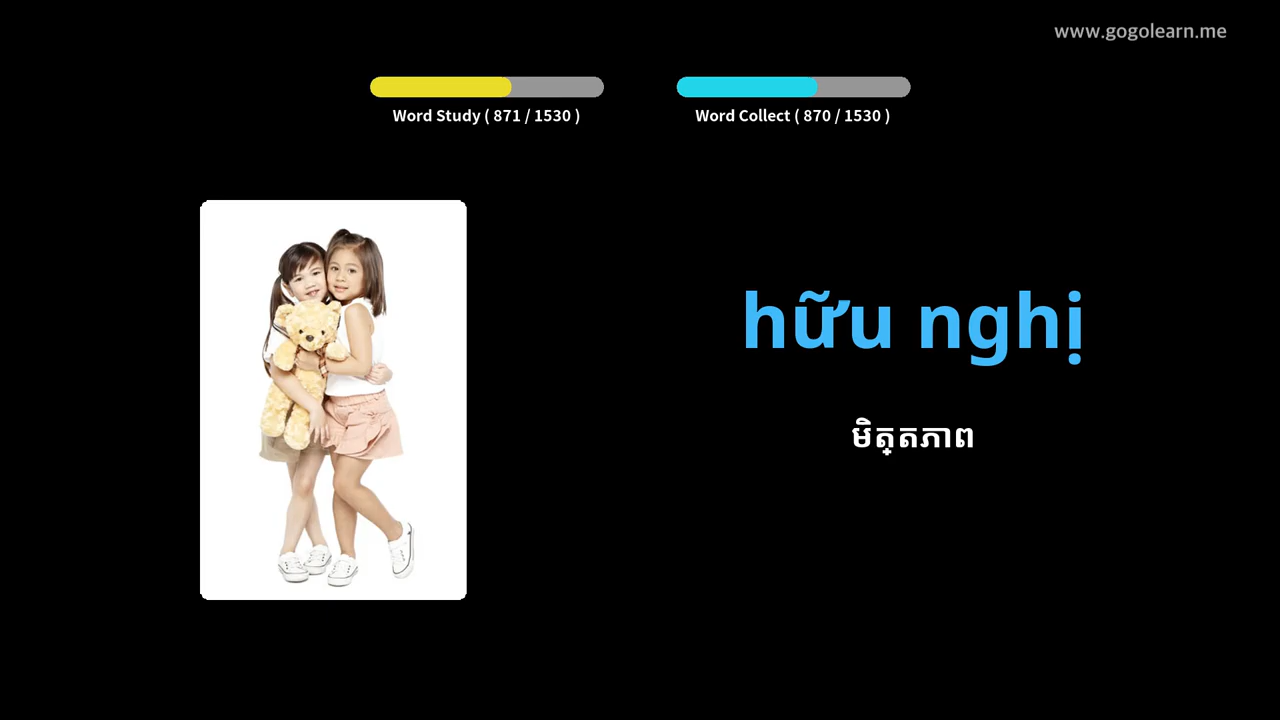 www.gogolearn.me
Word Study ( 871 / 1530 )
Word Collect ( 870 / 1530 )
hữu nghị
មិត្តភាព